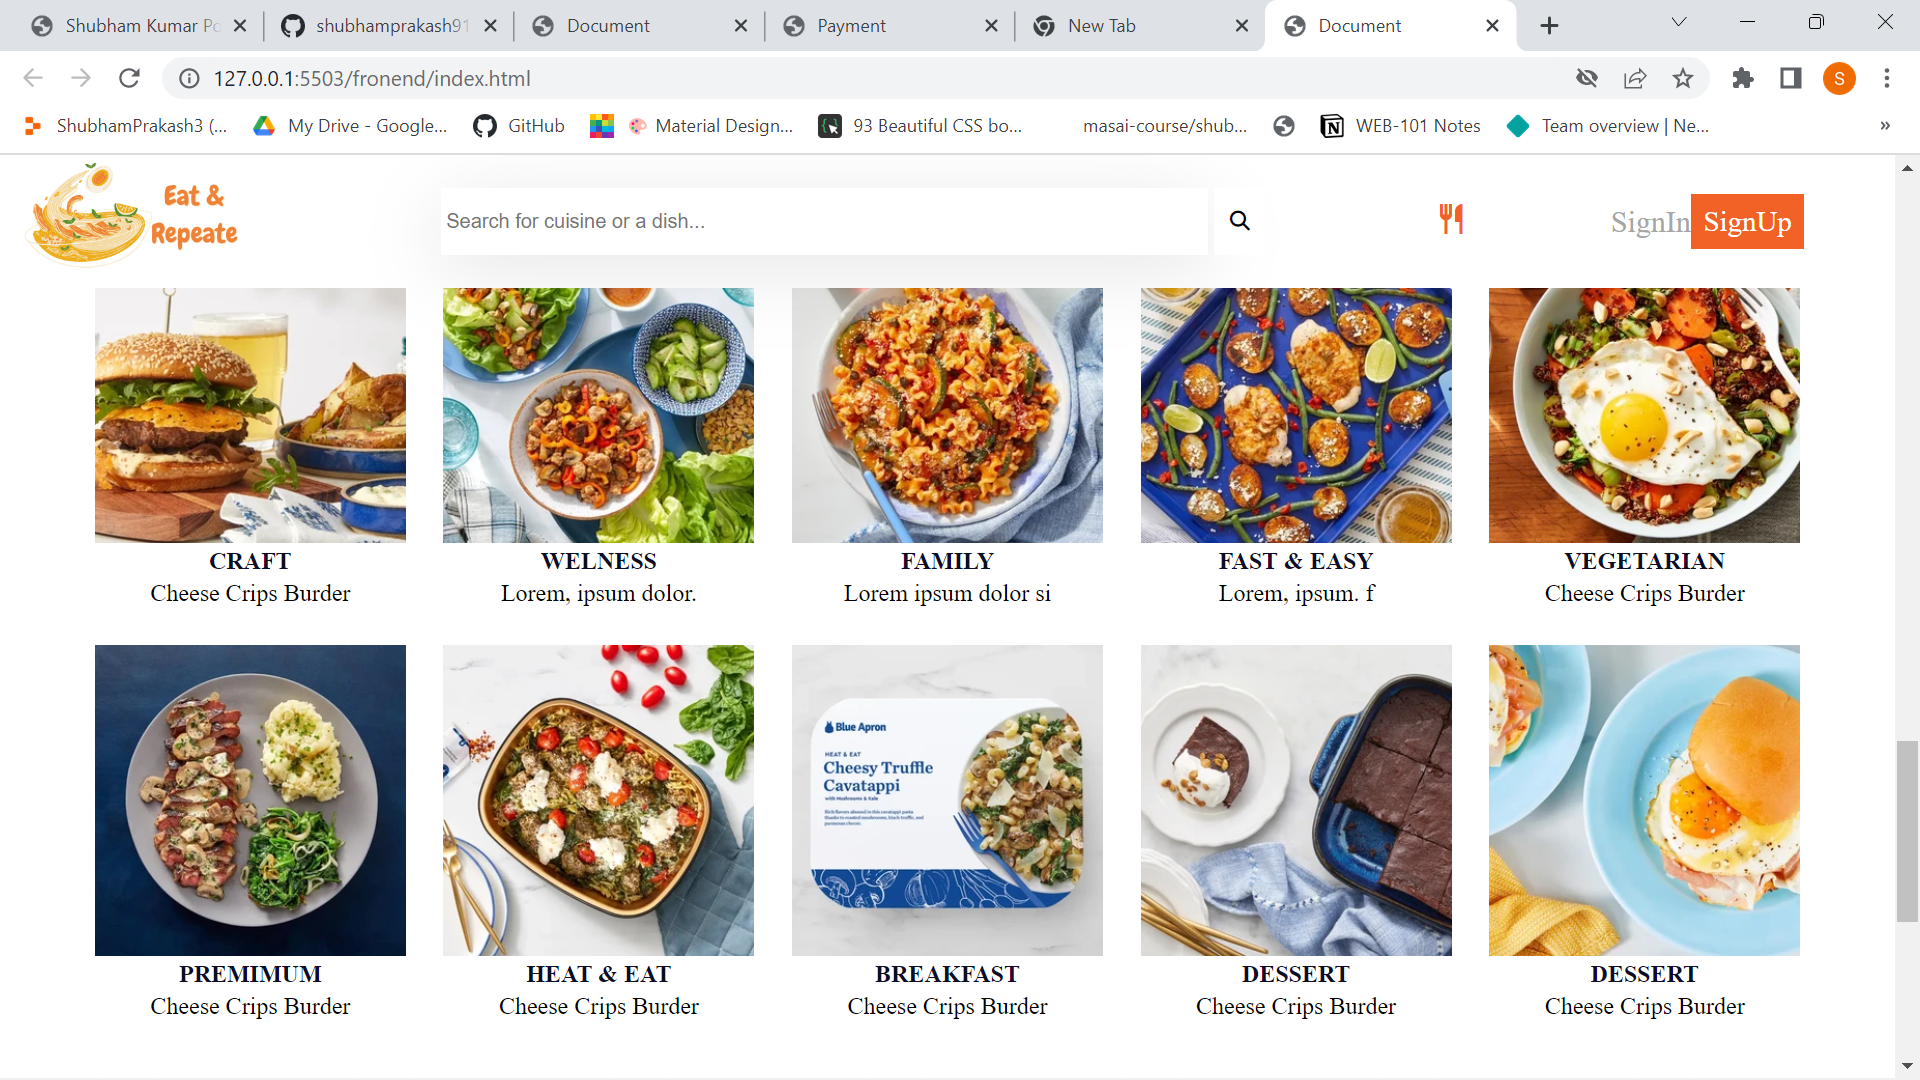 Shubham Kumar Po
shubhamprakash91
Document
Payment
New Tab
Document
127.0.0.1:5503/fronend/index.html
S
ShubhamPrakash3 (...
My Drive - Google...
GitHub
Material Design...
93 Beautiful CSS bo...
masai-course/shub...
WEB-101 Notes
Team overview | Ne...
»
Eat &
Repeate
Search for cuisine or a dish...
SignIn
SignUp
CRAFT
Cheese Crips Burder
WELNESS
Lorem, ipsum dolor.
FAMILY
Lorem ipsum dolor si
FAST & EASY
Lorem, ipsum. f
VEGETARIAN
Cheese Crips Burder
Blue Apron
HEAT & EAT
Cheesy Truffle
Cavatappi
with Mushrooms & Kale
PREMIMUM
Cheese Crips Burder
HEAT & EAT
Cheese Crips Burder
BREAKFAST
Cheese Crips Burder
DESSERT
Cheese Crips Burder
DESSERT
Cheese Crips Burder